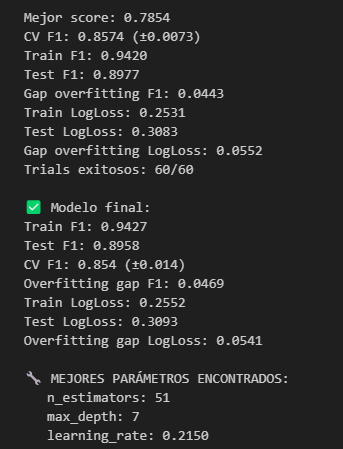 Mejor score: 0.7854
CV F1: 0.8574 (±0.0073)
Train F1: 0.9420
Test F1: 0.8977
Gap overfitting F1: 0.0443
Train LogLoss: 0.2531
Test LogLoss: 0.3083
Gap overfitting LogLoss: 0.0552
Trials exitosos: 60/60
✅ Modelo final:
Train F1: 0.9427
Test F1: 0.8958
CV F1: 0.854 (±0.014)
Overfitting gap F1: 0.0469
Train LogLoss: 0.2552
Test LogLoss: 0.3093
Overfitting gap LogLoss: 0.0541
🔧 MEJORES PARÁMETROS ENCONTRADOS:
n_estimators: 51
max_depth: 7
learning_rate: 0.2150